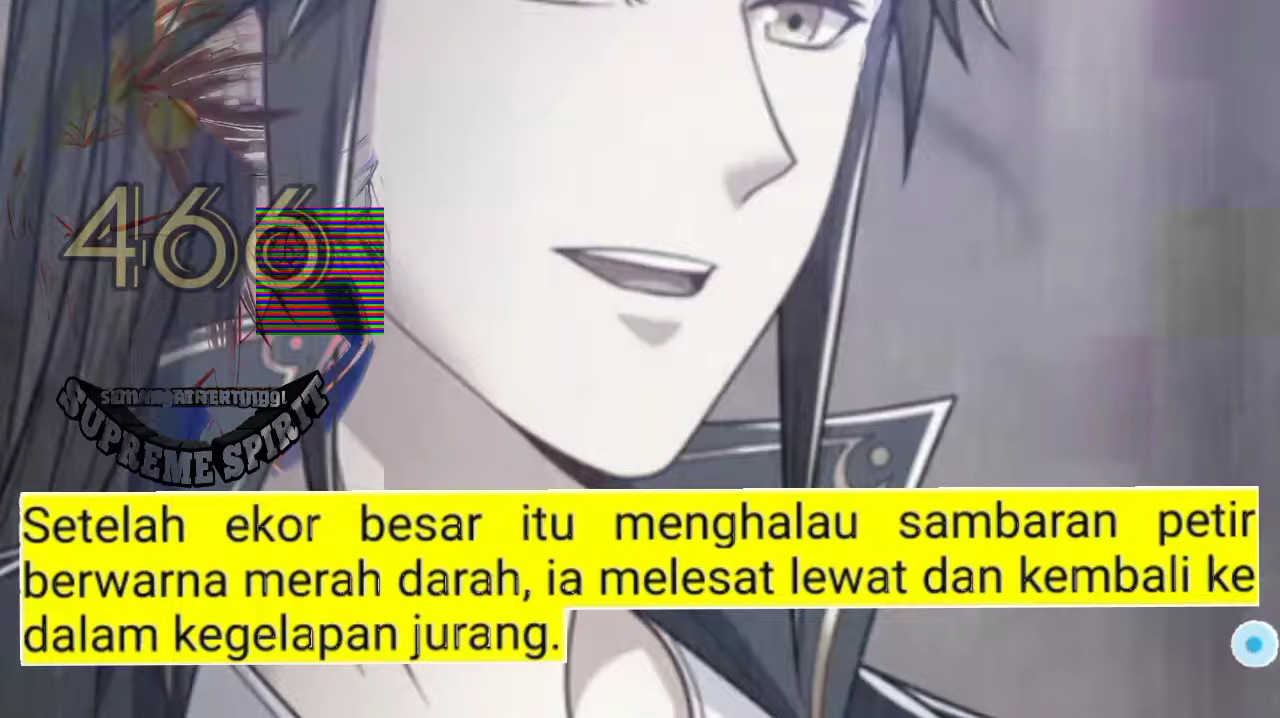 466
SUPREME SPIRIT
Setelah ekor besar itu menghalau sambaran petir
berwarna merah darah, ia melesat lewat dan kembali ke
dalam kegelapan jurang.